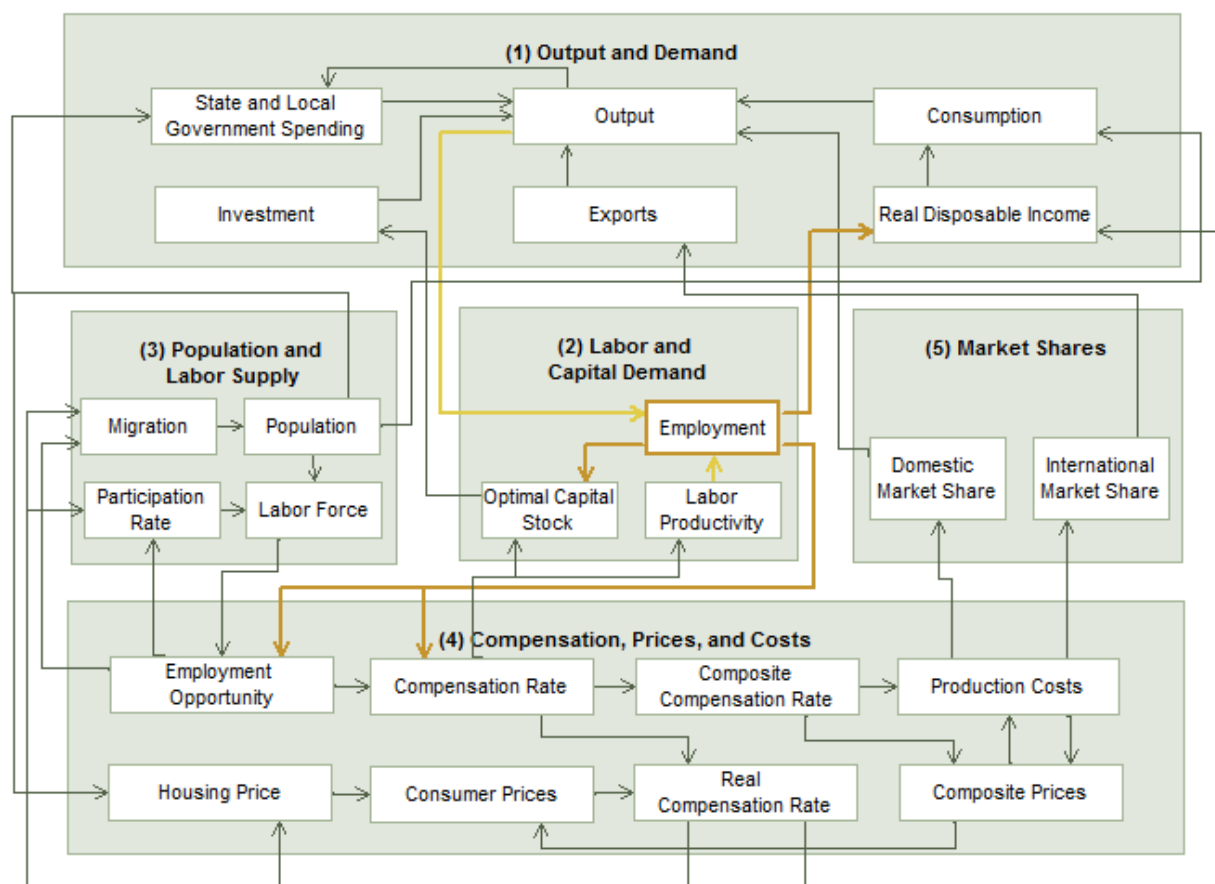 (1) Output and Demand
State and Local
Government Spending
Output
Consumption
Investment
Exports
Real Disposable Income
(3) Population and
Labor Supply
Migration
Population
Participation
Rate
Labor Force
(2) Labor and
Capital Demand
Employment
Optimal Capital
Stock
Labor
Productivity
(5) Market Shares
Domestic
Market Share
International
Market Share
(4) Compensation, Prices, and Costs
Employment
Opportunity
Compensation Rate
Composite
Compensation Rate
Production Costs
Housing Price
Consumer Prices
Real
Compensation Rate
Composite Prices